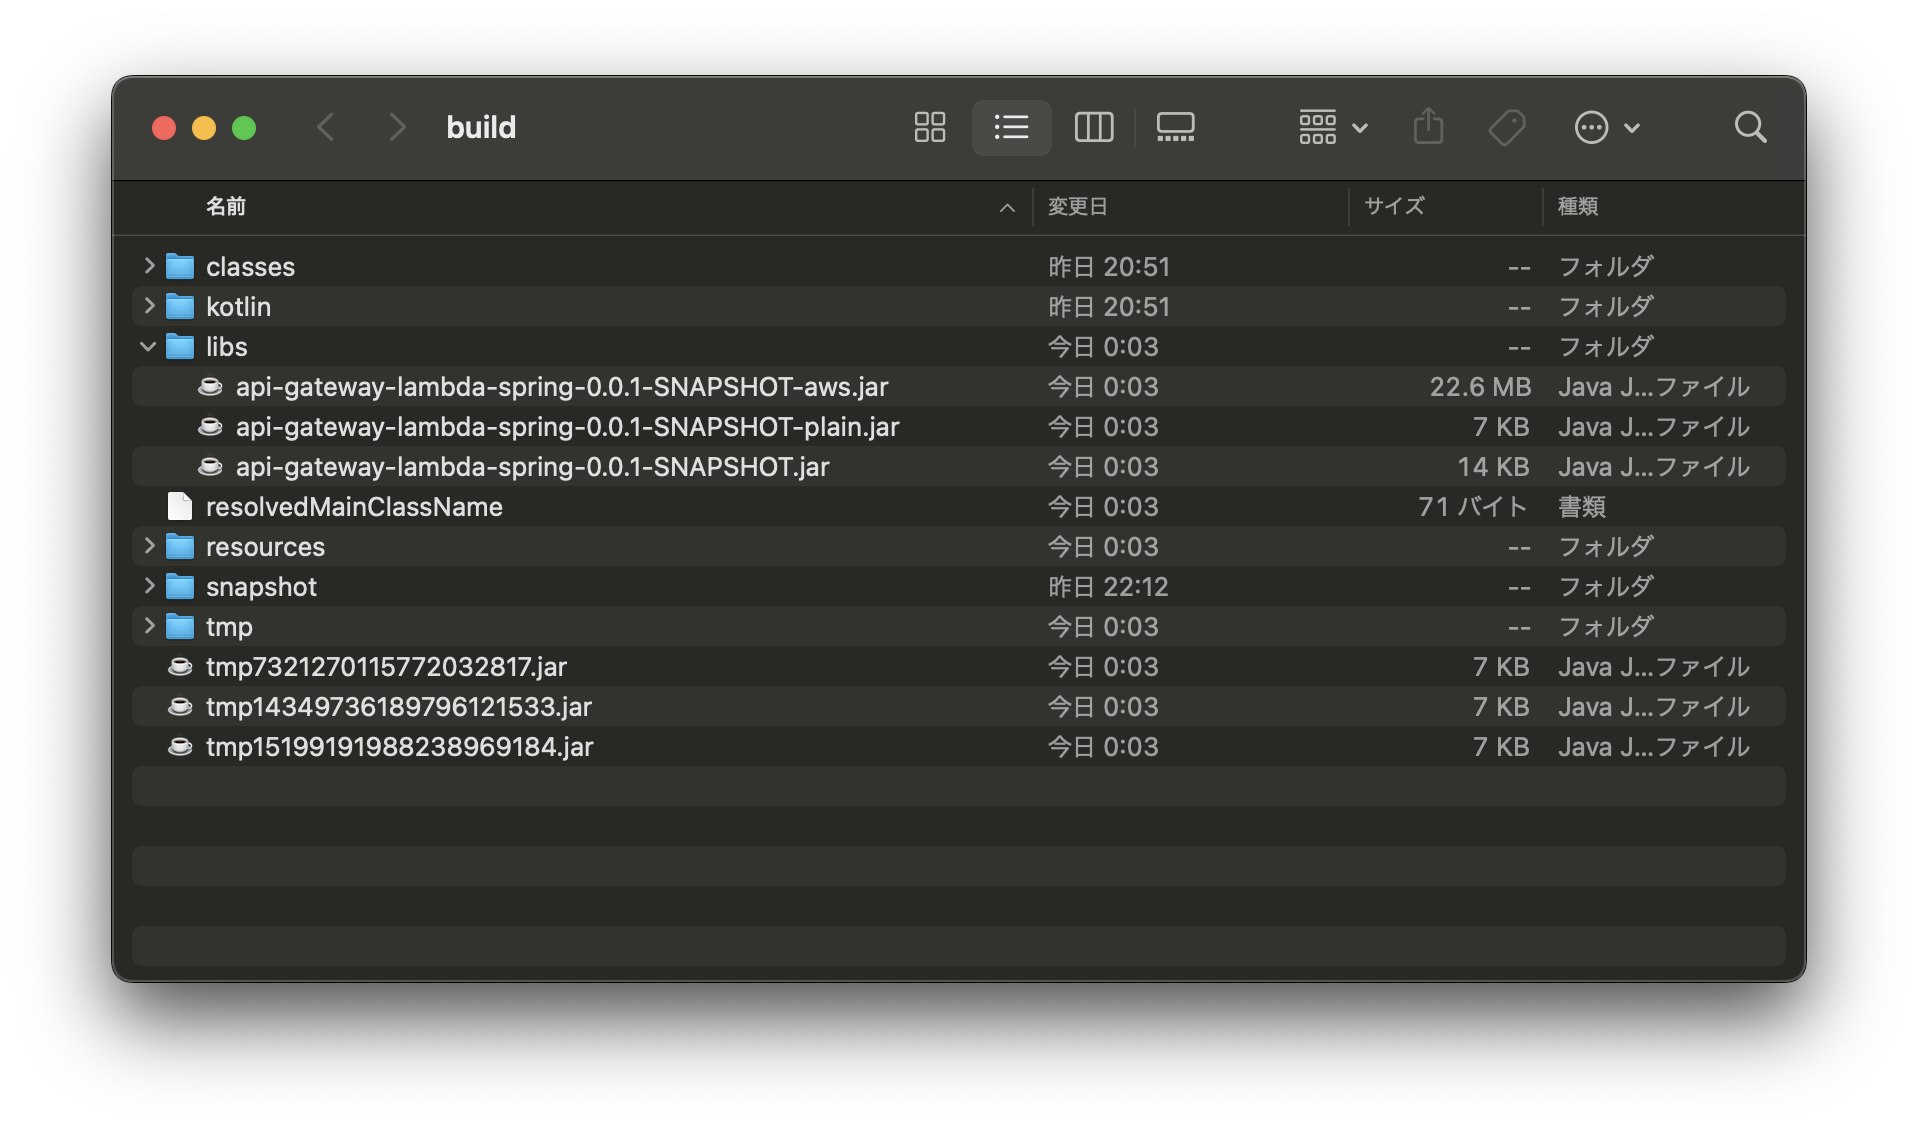 build
名前 変更日 サイズ 種類
classes 昨日 20:51 -- フォルダ
kotlin 昨日 20:51 -- フォルダ
libs 今日 0:03 -- フォルダ
api-gateway-lambda-spring-0.0.1-SNAPSHOT-aws.jar 今日 0:03 22.6 MB Java J...ファイル
api-gateway-lambda-spring-0.0.1-SNAPSHOT-plain.jar 今日 0:03 7 KB Java J...ファイル
api-gateway-lambda-spring-0.0.1-SNAPSHOT.jar 今日 0:03 14 KB Java J...ファイル
resolvedMainClassName 今日 0:03 71 バイト 書類
resources 今日 0:03 -- フォルダ
snapshot 昨日 22:12 -- フォルダ
tmp 今日 0:03 -- フォルダ
tmp7321270115772032817.jar 今日 0:03 7 KB Java J...ファイル
tmp14349736189796121533.jar 今日 0:03 7 KB Java J...ファイル
tmp15199191988238969184.jar 今日 0:03 7 KB Java J...ファイル